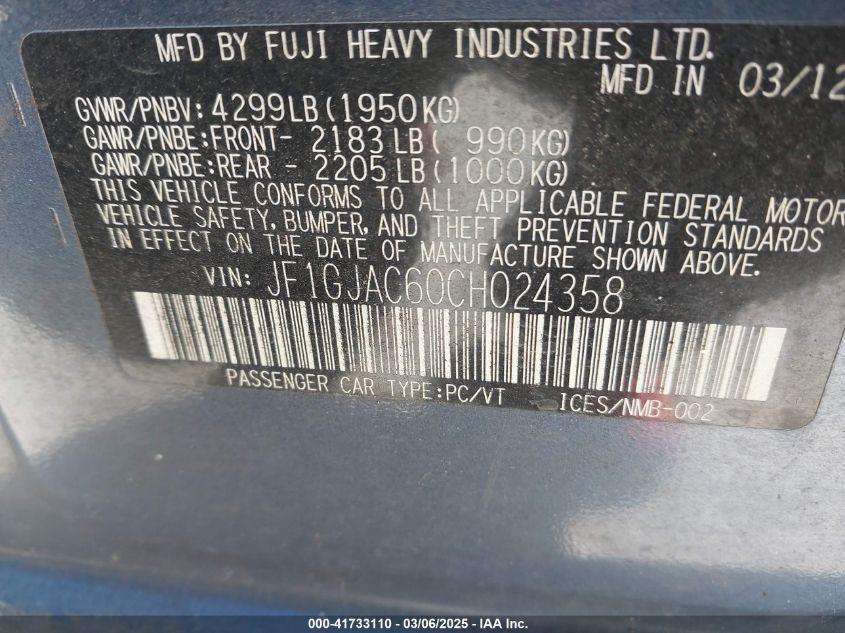 MFD BY FUJI HEAVY INDUSTRIES LTD.
MFD IN 03/12
GVWR/PNBV: 4299LB(1950KG)
GAWR/PNBE:FRONT- 2183LB( 990KG)
GAWR/PNBE:REAR - 2205LB(1000KG)
THIS VEHICLE CONFORMS TO ALL APPLICABLE FEDERAL MOTOR
VEHICLE SAFETY, BUMPER, AND THEFT PREVENTION STANDARDS
IN EFFECT ON THE DATE OF MANUFACTURE SHOWN ABOVE.
VIN: JF1GJAC60CH024358
PASSENGER CAR TYPE:PC/VT ICES/NMB-002
000-41733110 - 03/06/2025 - IAA Inc.